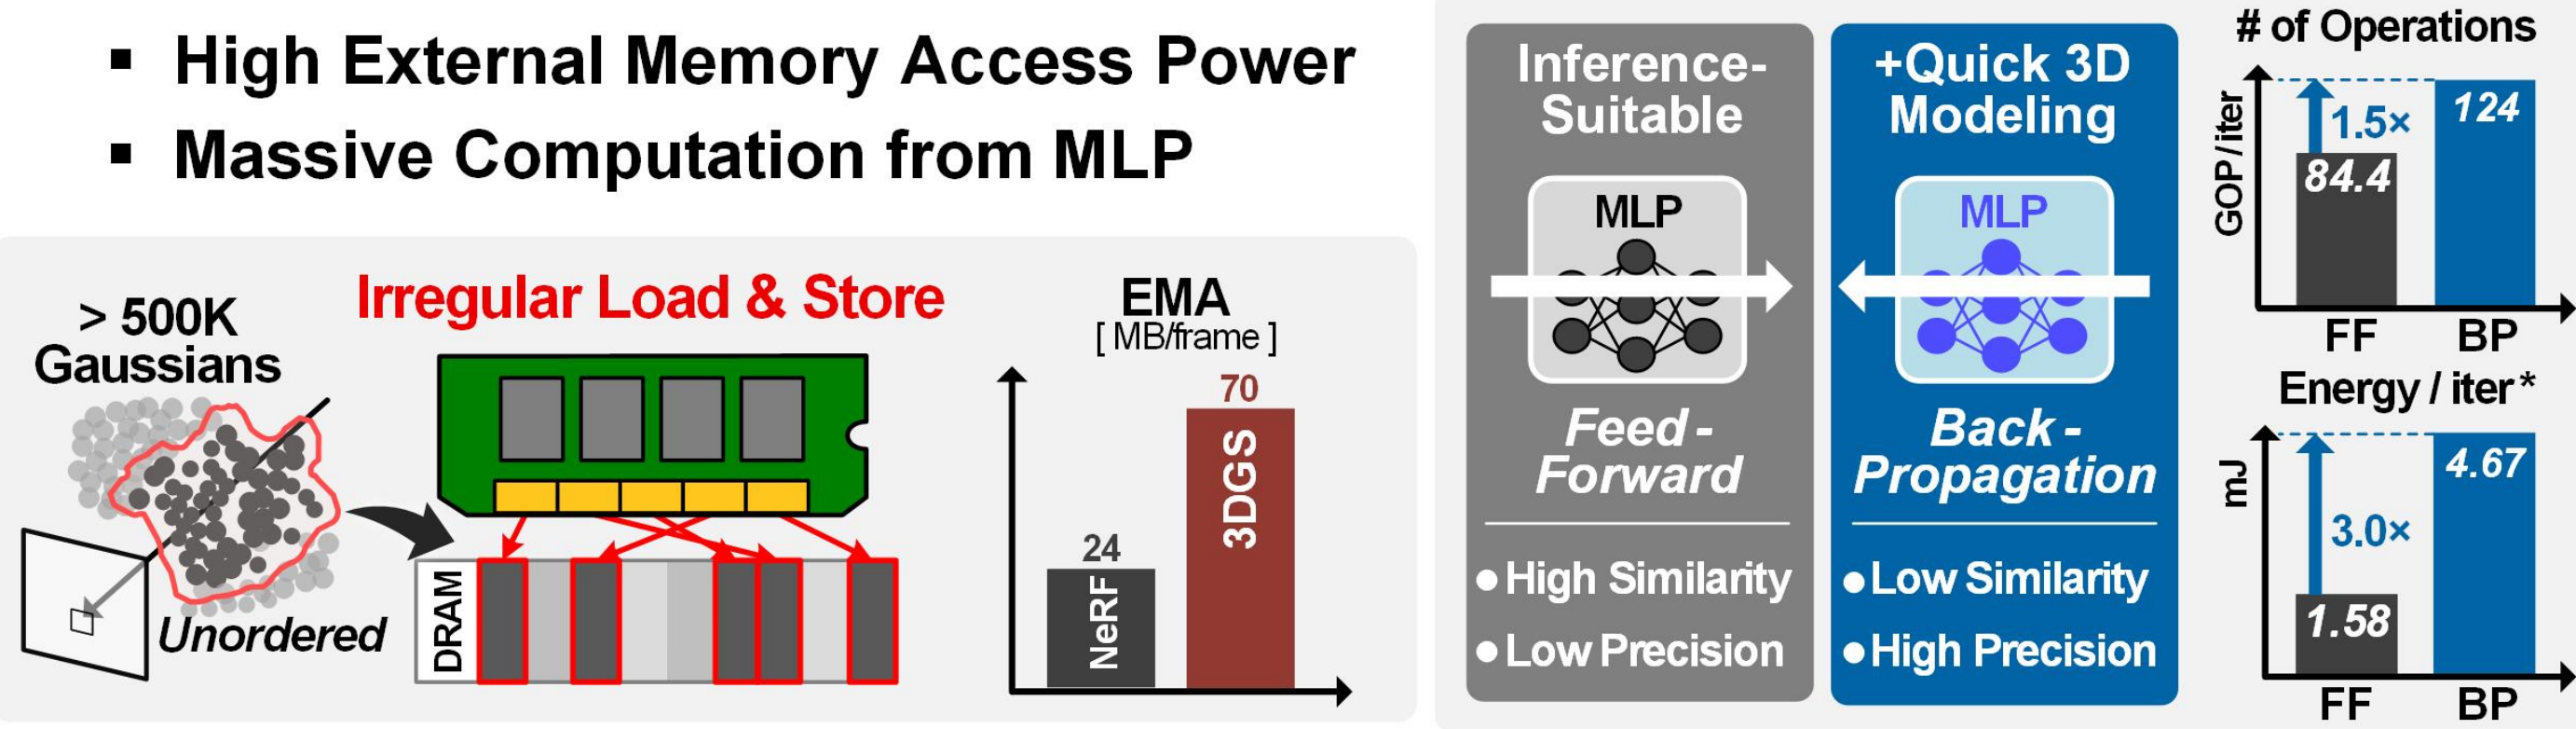 ▪ High External Memory Access Power
▪ Massive Computation from MLP
> 500K
Gaussians
Unordered
Irregular Load & Store
DRAM
EMA
[ MB/frame ]
24
NeRF
70
3DGS
Inference-
Suitable
MLP
Feed -
Forward
● High Similarity
● Low Precision
+Quick 3D
Modeling
MLP
Back -
Propagation
● Low Similarity
● High Precision
# of Operations
GOP/iter
1.5×
84.4
124
FF BP
Energy / iter*
mJ
3.0×
1.58
4.67
FF BP